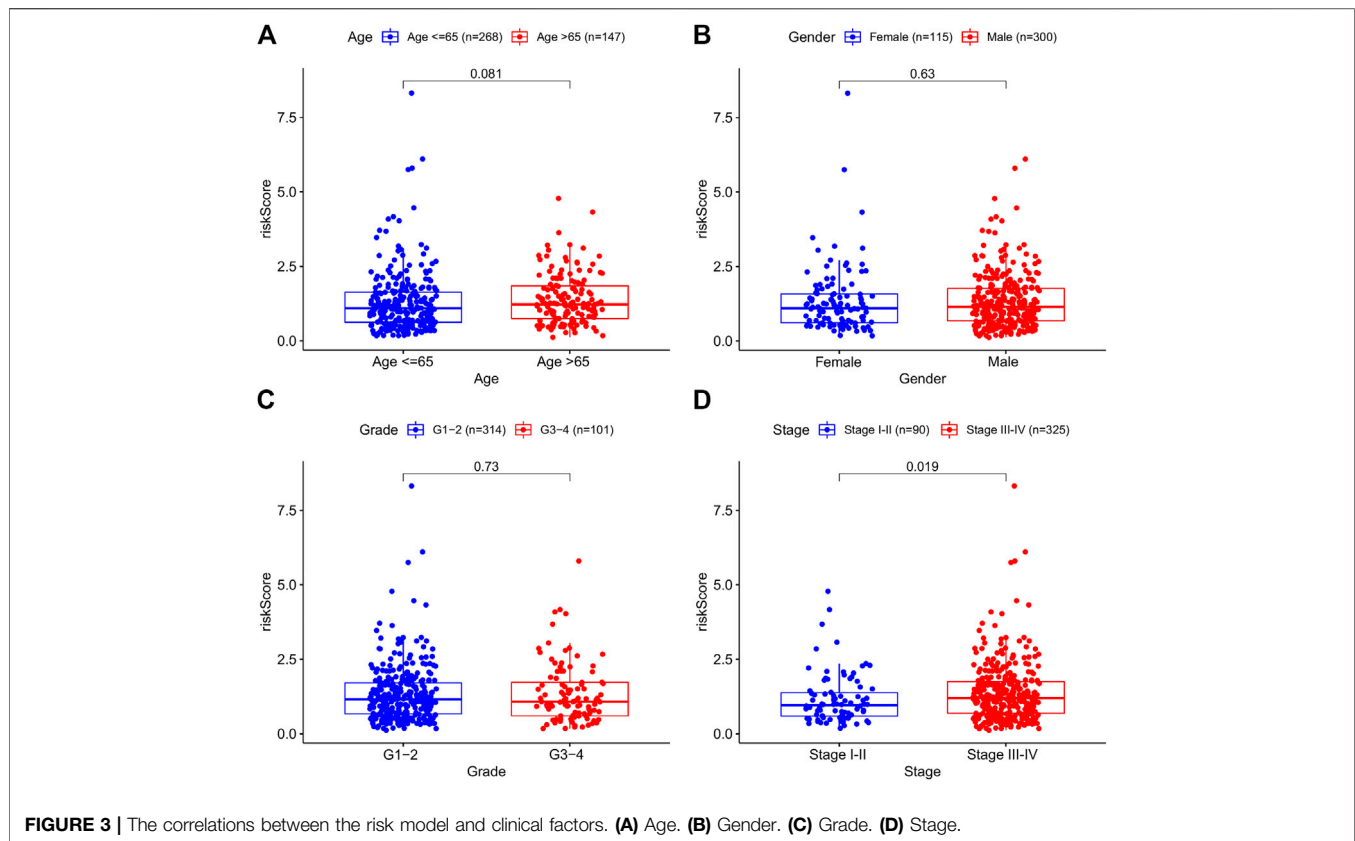 A
Age Age <=65 (n=268) Age >65 (n=147)
0.081
7.5
5.0
2.5
0.0
riskScore
Age <=65 Age >65
Age
B
Gender Female (n=115) Male (n=300)
0.63
7.5
5.0
2.5
0.0
riskScore
Female Male
Gender
C
Grade G1−2 (n=314) G3−4 (n=101)
0.73
7.5
5.0
2.5
0.0
riskScore
G1−2 G3−4
Grade
D
Stage Stage I-II (n=90) Stage III-IV (n=325)
0.019
7.5
5.0
2.5
0.0
riskScore
Stage I-II Stage III-IV
Stage
FIGURE 3 | The correlations between the risk model and clinical factors. (A) Age. (B) Gender. (C) Grade. (D) Stage.